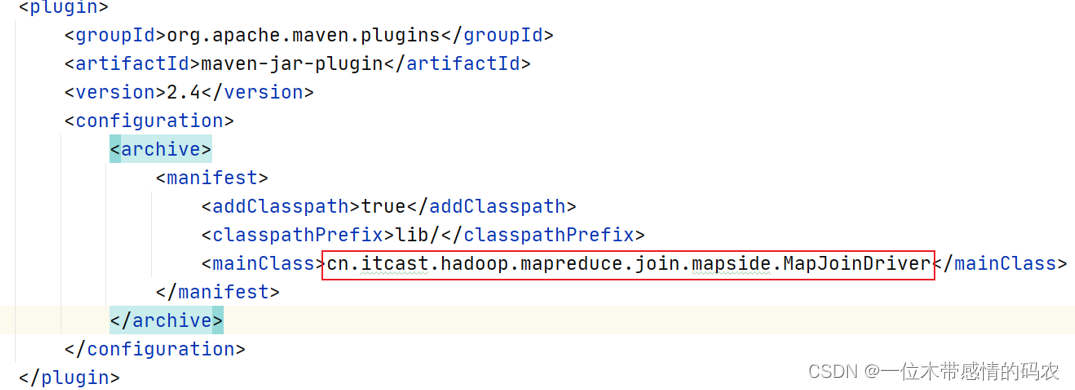 <plugin>
<groupId>org.apache.maven.plugins</groupId>
<artifactId>maven-jar-plugin</artifactId>
<version>2.4</version>
<configuration>
<archive>
<manifest>
<addClasspath>true</addClasspath>
<classpathPrefix>lib/</classpathPrefix>
<mainClass>cn.itcast.hadoop.mapreduce.join.mapside.MapJoinDriver</mainClass>
</manifest>
</archive>
</configuration>
</plugin>
CSDN @一位木带感情的码农